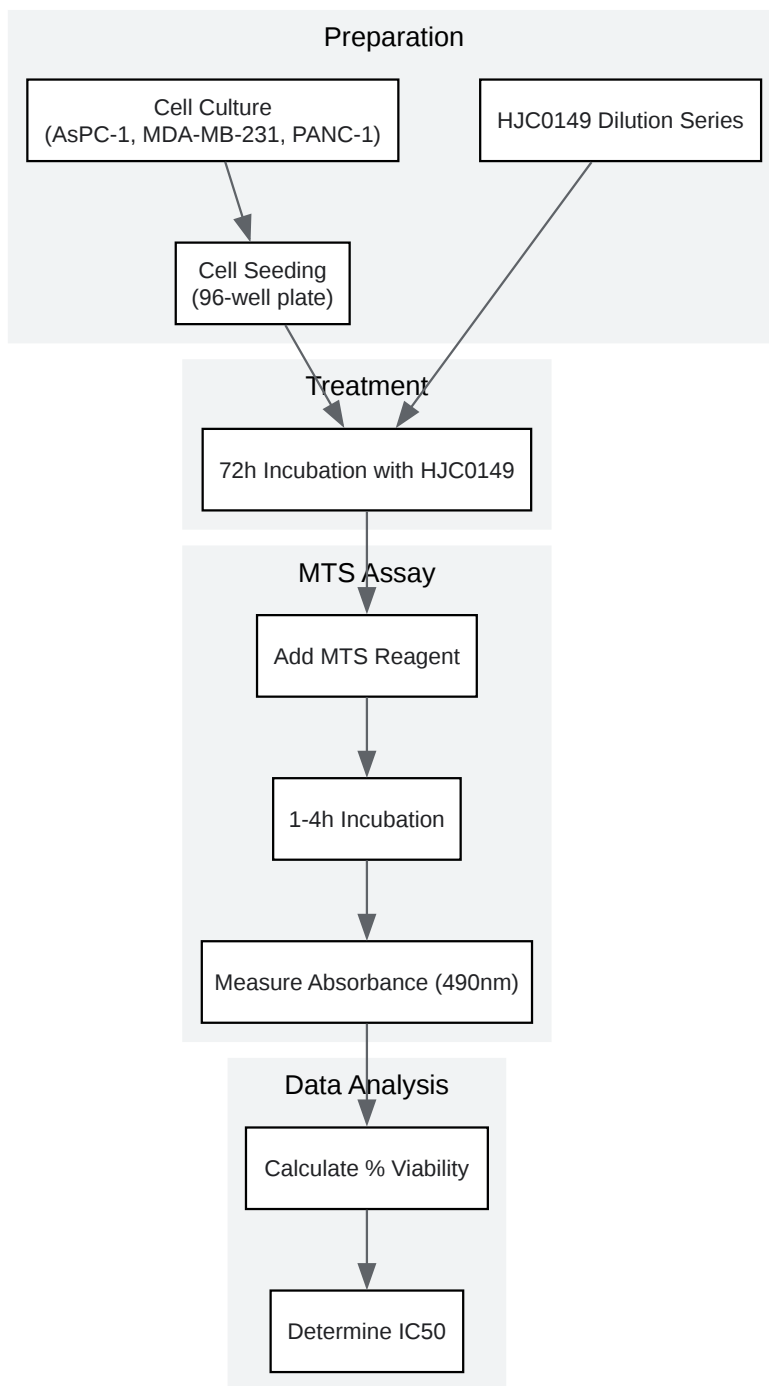 Preparation
Cell Culture
(AsPC-1, MDA-MB-231, PANC-1)
HJC0149 Dilution Series
Cell Seeding
(96-well plate)
Treatment
72h Incubation with HJC0149
MTS Assay
Add MTS Reagent
1-4h Incubation
Measure Absorbance (490nm)
Data Analysis
Calculate % Viability
Determine IC50